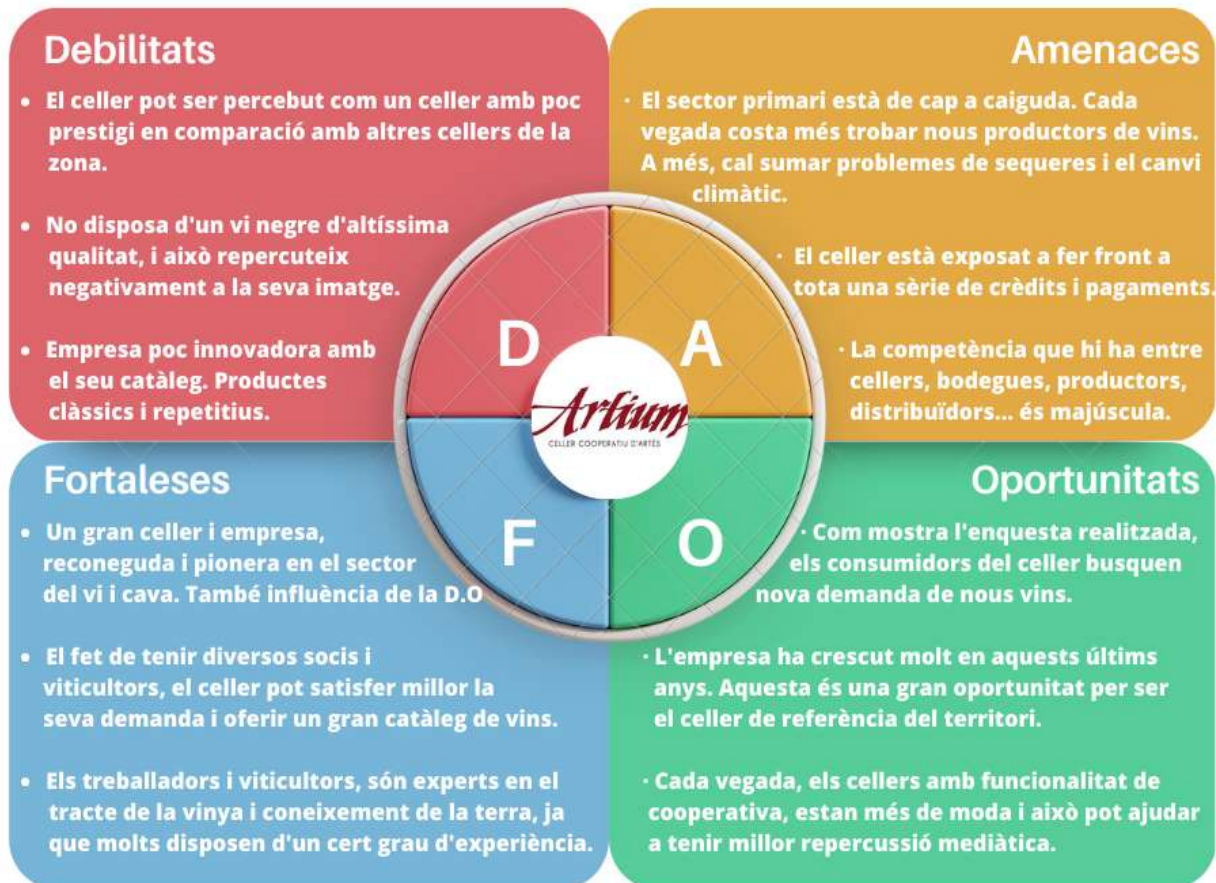 Debilitats
• El celler pot ser percebut com un celler amb poc
prestigi en comparació amb altres cellers de la
zona.
• No disposa d'un vi negre d'altíssima
qualitat, i això repercuteix
negativament a la seva imatge.
• Empresa poc innovadora amb
el seu catàleg. Productes
clàssics i repetitius.
Amenaces
· El sector primari està de cap a caiguda. Cada
vegada costa més trobar nous productors de vins.
A més, cal sumar problemes de sequeres i el canvi
climàtic.
· El celler està exposat a fer front a
tota una sèrie de crèdits i pagaments.
· La competència que hi ha entre
cellers, bodegues, productors,
distribuïdors... és majúscula.
D
A
Artium
CELLER COOPERATIU D'ARTÉS
F
O
Fortaleses
• Un gran celler i empresa,
reconeguda i pionera en el sector
del vi i cava. També influència de la D.O
• El fet de tenir diversos socis i
viticultors, el celler pot satisfer millor la
seva demanda i oferir un gran catàleg de vins.
• Els treballadors i viticultors, són experts en el
tracte de la vinya i coneixement de la terra, ja
que molts disposen d'un cert grau d'experiència.
Oportunitats
· Com mostra l'enquesta realitzada,
els consumidors del celler busquen
nova demanda de nous vins.
· L'empresa ha crescut molt en aquests últims
anys. Aquesta és una gran oportunitat per ser
el celler de referència del territori.
· Cada vegada, els cellers amb funcionalitat de
cooperativa, estan més de moda i això pot ajudar
a tenir millor repercussió mediàtica.